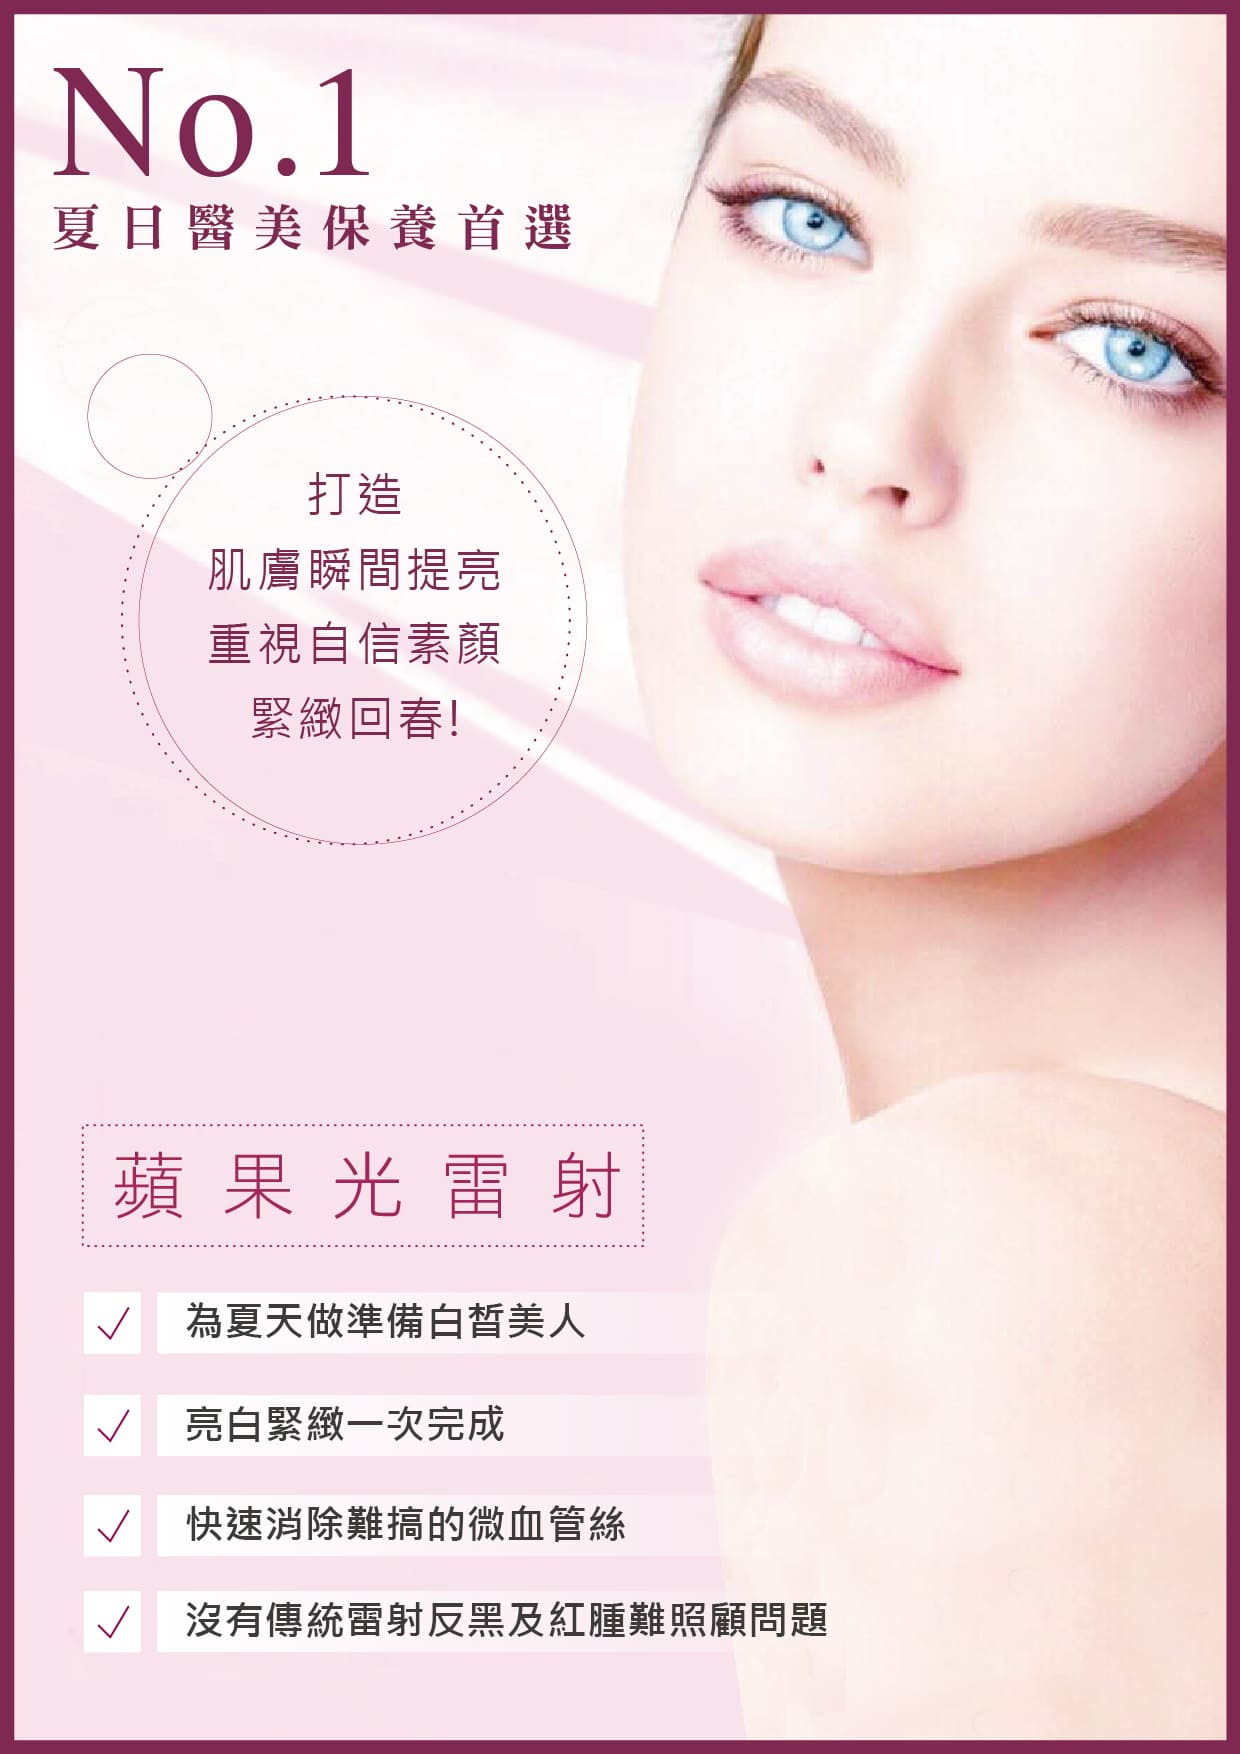 No.1
夏日醫美保養首選
打造
肌膚瞬間提亮
重視自信素顏
緊緻回春!
蘋果光雷射
為夏天做準備白皙美人
亮白緊緻一次完成
快速消除難搞的微血管絲
沒有傳統雷射反黑及紅腫難照顧問題